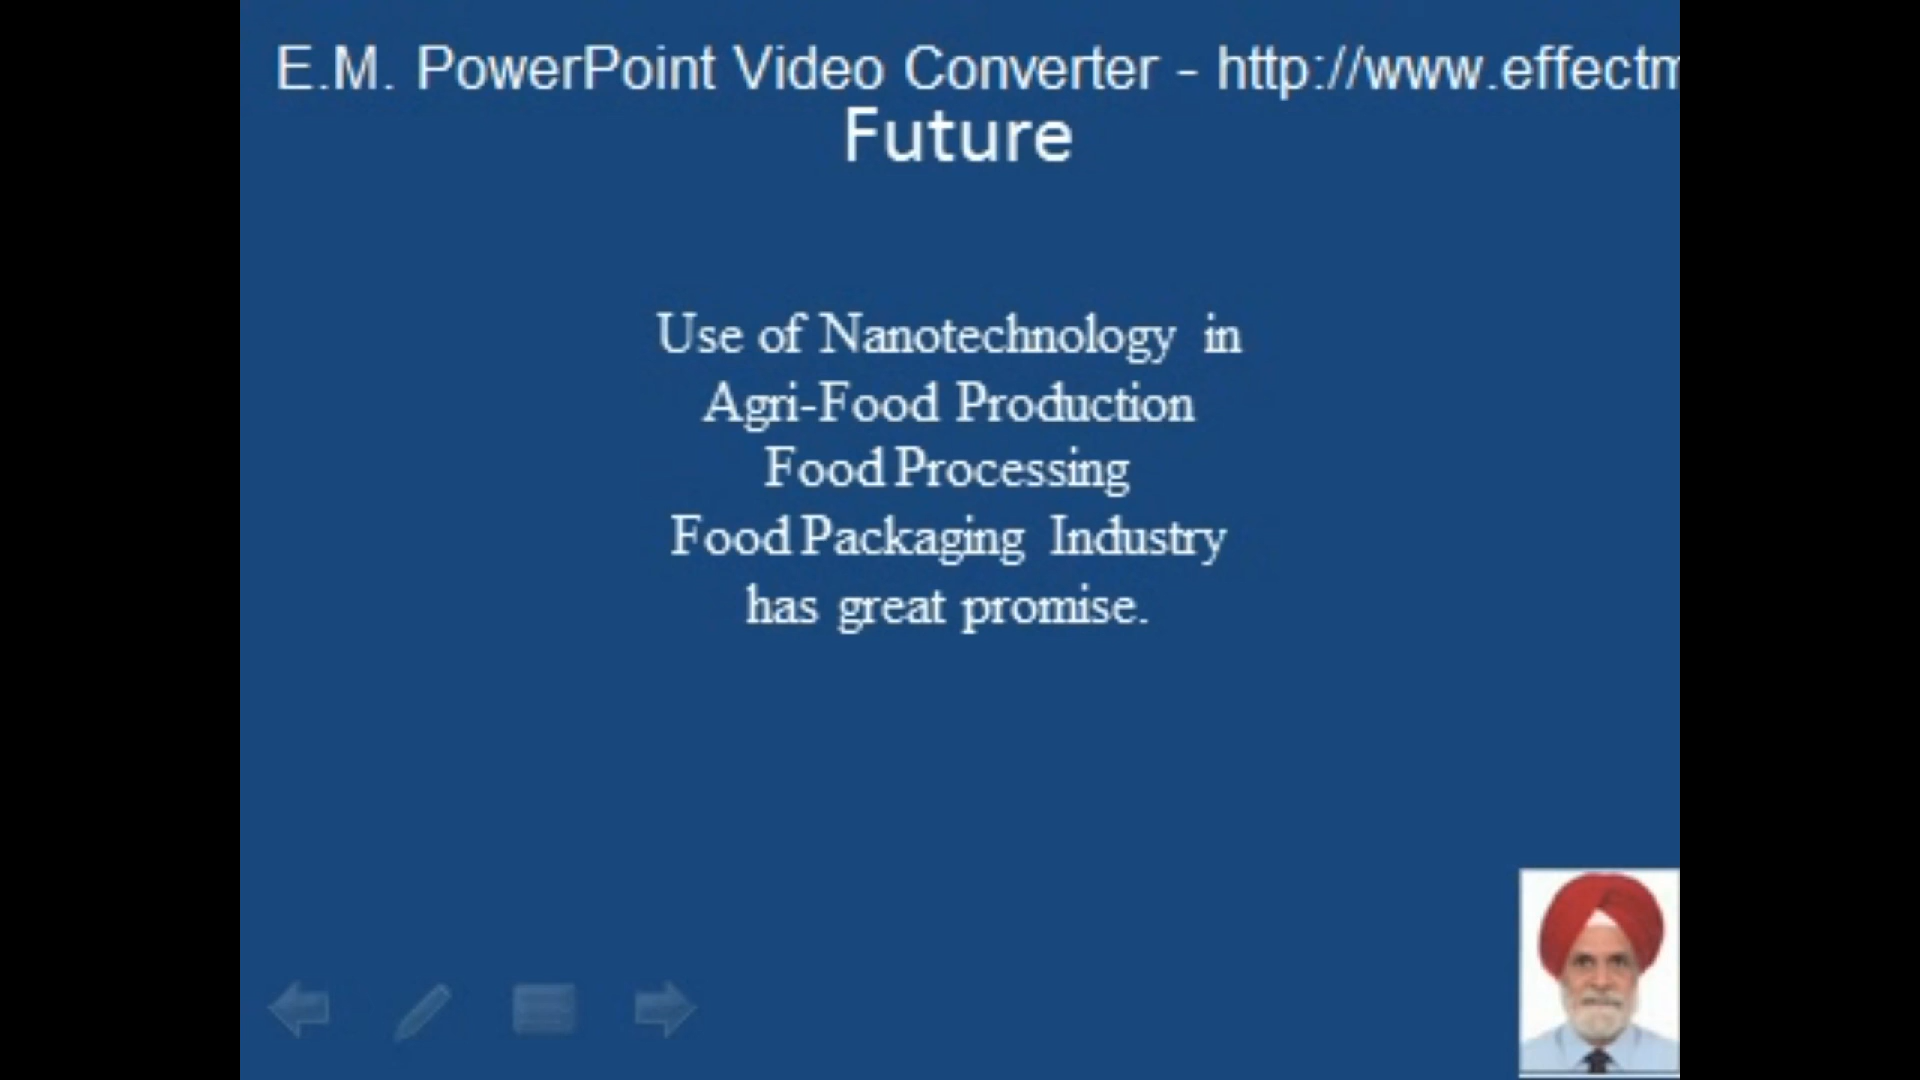 E.M. PowerPoint Video Converter - http://www.effectm
Future
Use of Nanotechnology in
Agri-Food Production
Food Processing
Food Packaging Industry
has great promise.